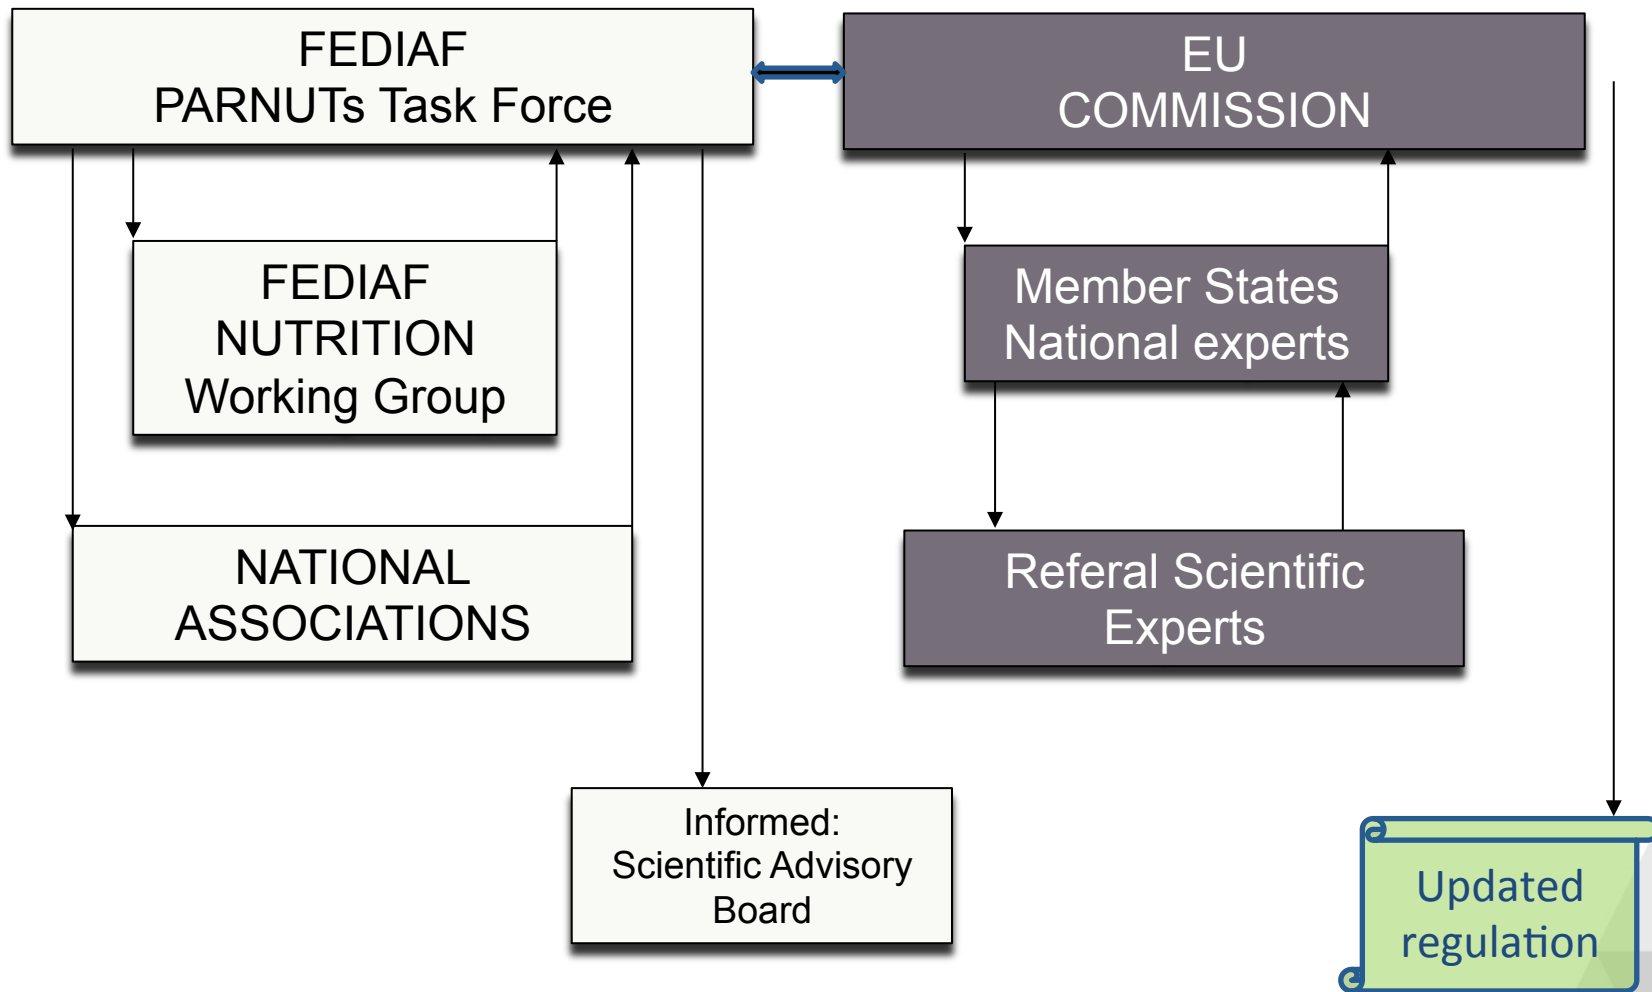 FEDIAF
PARNUTs Task Force
EU
COMMISSION
FEDIAF
NUTRITION
Working Group
Member States
National experts
NATIONAL
ASSOCIATIONS
Referal Scientific
Experts
Informed:
Scientific Advisory
Board
Updated
regulation